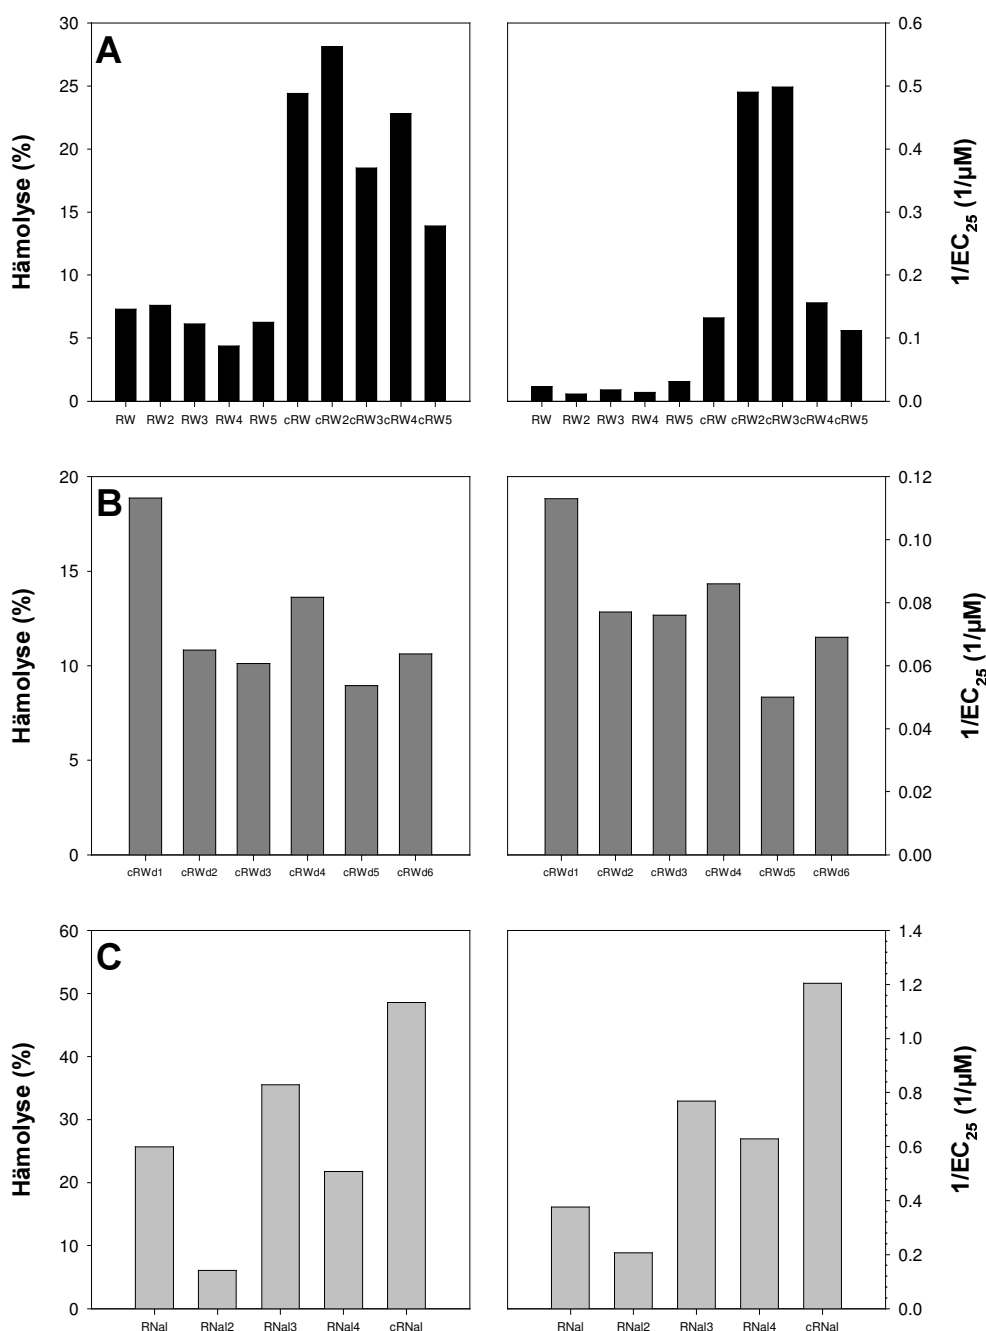 A
Hämolyse (%)
30
25
20
15
10
5
0
RW RW2 RW3 RW4 RW5 cRW cRW2 cRW3 cRW4 cRW5
0.6
0.5
0.4
0.3
0.2
0.1
0.0
1/EC25 (1/µM)
RW RW2 RW3 RW4 RW5 cRW cRW2 cRW3 cRW4 cRW5
B
Hämolyse (%)
20
15
10
5
0
cRWd1 cRWd2 cRWd3 cRWd4 cRWd5 cRWd6
0.12
0.10
0.08
0.06
0.04
0.02
0.00
1/EC25 (1/µM)
cRWd1 cRWd2 cRWd3 cRWd4 cRWd5 cRWd6
C
Hämolyse (%)
60
50
40
30
20
10
0
RNal RNal2 RNal3 RNal4 cRNal
1.4
1.2
1.0
0.8
0.6
0.4
0.2
0.0
1/EC25 (1/µM)
RNal RNal2 RNal3 RNal4 cRNal